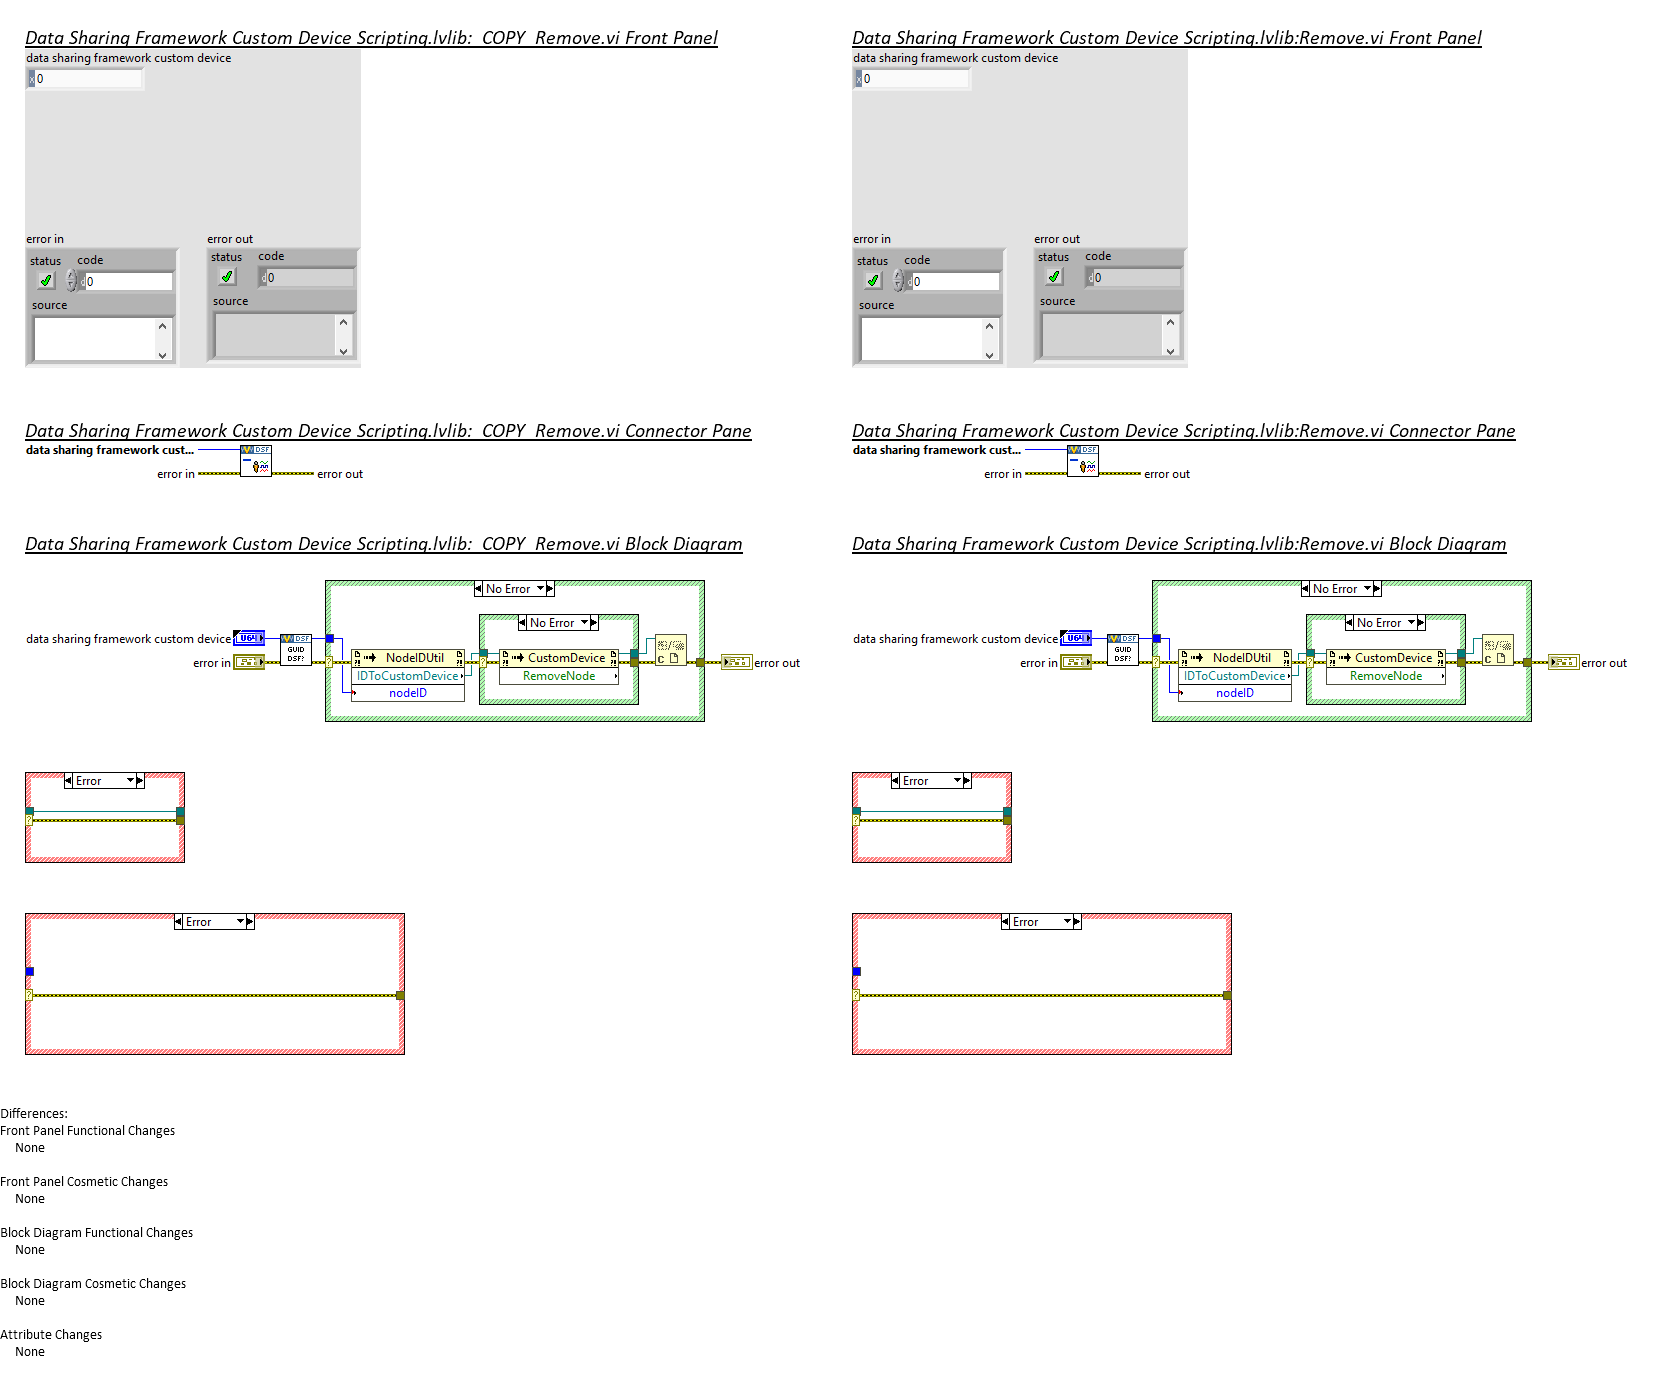 Data Sharing Framework Custom Device Scripting.lvlib:  COPY  Remove.vi Front Panel
data sharing framework custom device
x 0
error in
status code
d 0
source
error out
status code
d 0
source
Data Sharing Framework Custom Device Scripting.lvlib:Remove.vi Front Panel
data sharing framework custom device
x 0
error in
status code
d 0
source
error out
status code
d 0
source
Data Sharing Framework Custom Device Scripting.lvlib:  COPY  Remove.vi Connector Pane
data sharing framework cust...
DSF
error in
error out
Data Sharing Framework Custom Device Scripting.lvlib:Remove.vi Connector Pane
data sharing framework cust...
DSF
error in
error out
Data Sharing Framework Custom Device Scripting.lvlib:  COPY  Remove.vi Block Diagram
No Error
No Error
data sharing framework custom device
U64
DSF
GUID
DSF?
error in
?
NodeIDUtil
IDToCustomDevice
nodeID
?
CustomDevice
RemoveNode
C
error out
Error
?
Error
?
Data Sharing Framework Custom Device Scripting.lvlib:Remove.vi Block Diagram
No Error
No Error
data sharing framework custom device
U64
DSF
GUID
DSF?
error in
?
NodeIDUtil
IDToCustomDevice
nodeID
?
CustomDevice
RemoveNode
C
error out
Error
?
Error
?
Differences:
Front Panel Functional Changes
None
Front Panel Cosmetic Changes
None
Block Diagram Functional Changes
None
Block Diagram Cosmetic Changes
None
Attribute Changes
None